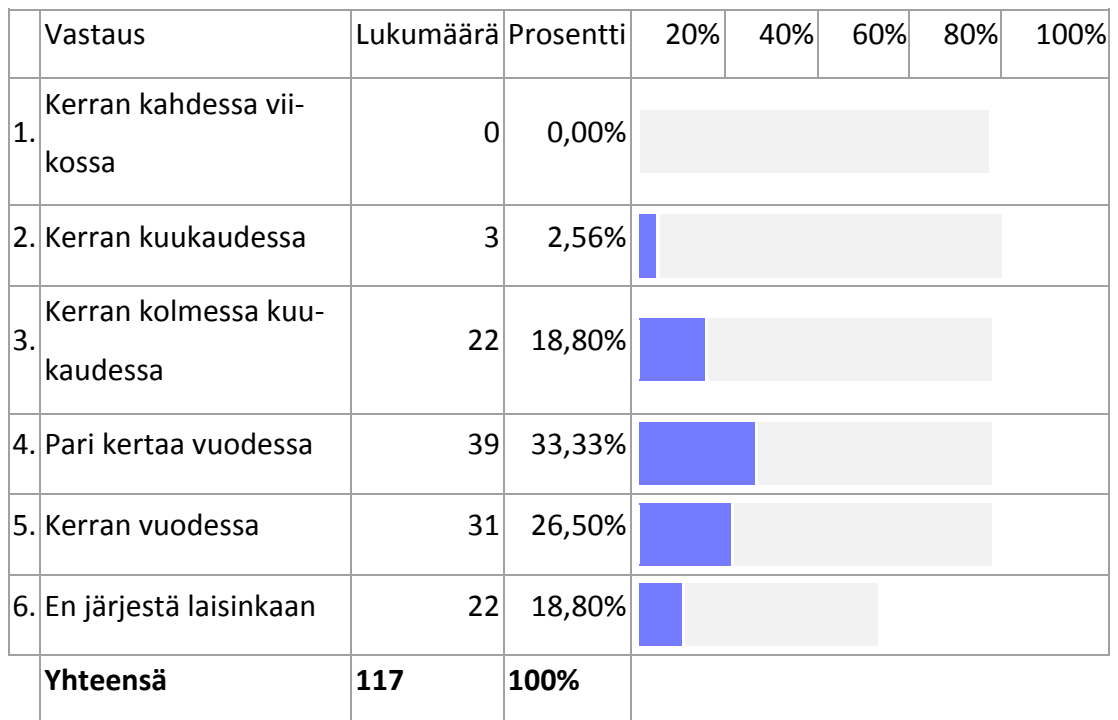 Vastaus Lukumäärä Prosentti 20% 40% 60% 80% 100%
1. Kerran kahdessa vii-
kossa 0 0,00%
2. Kerran kuukaudessa 3 2,56%
3. Kerran kolmessa kuu-
kaudessa 22 18,80%
4. Pari kertaa vuodessa 39 33,33%
5. Kerran vuodessa 31 26,50%
6. En järjestä laisinkaan 22 18,80%
Yhteensä 117 100%